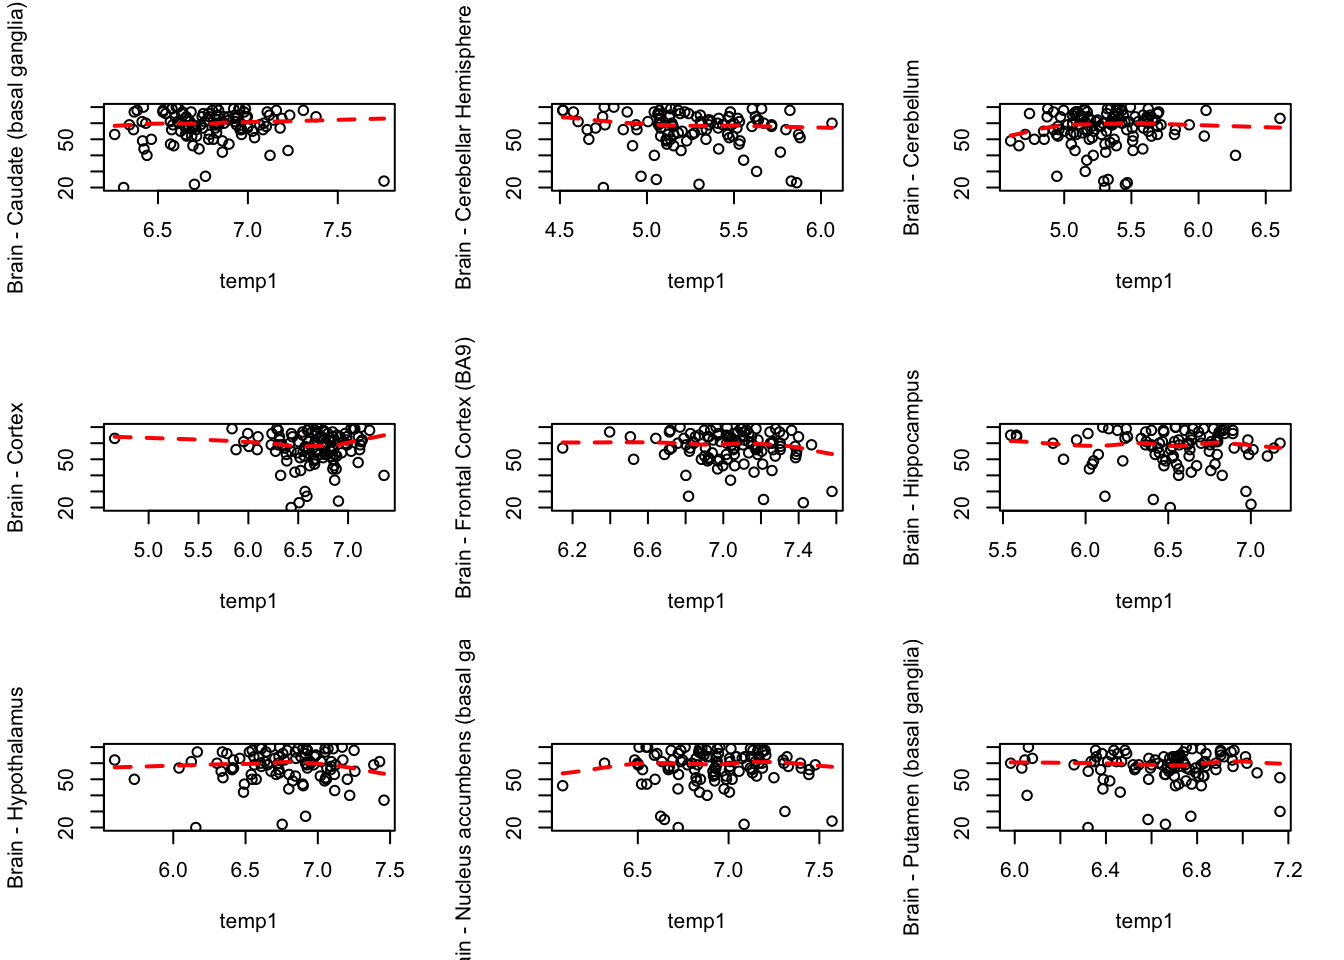 Brain - Caudate (basal ganglia)
20 50
6.5 7.0 7.5
temp1
Brain - Cerebellar Hemisphere
20 50
4.5 5.0 5.5 6.0
temp1
Brain - Cerebellum
20 50
5.0 5.5 6.0 6.5
temp1
Brain - Cortex
20 50
5.0 5.5 6.0 6.5 7.0
temp1
Brain - Frontal Cortex (BA9)
20 50
6.2 6.6 7.0 7.4
temp1
Brain - Hippocampus
20 50
5.5 6.0 6.5 7.0
temp1
Brain - Hypothalamus
20 50
6.0 6.5 7.0 7.5
temp1
ain - Nucleus accumbens (basal ga
20 50
6.5 7.0 7.5
temp1
Brain - Putamen (basal ganglia)
20 50
6.0 6.4 6.8 7.2
temp1